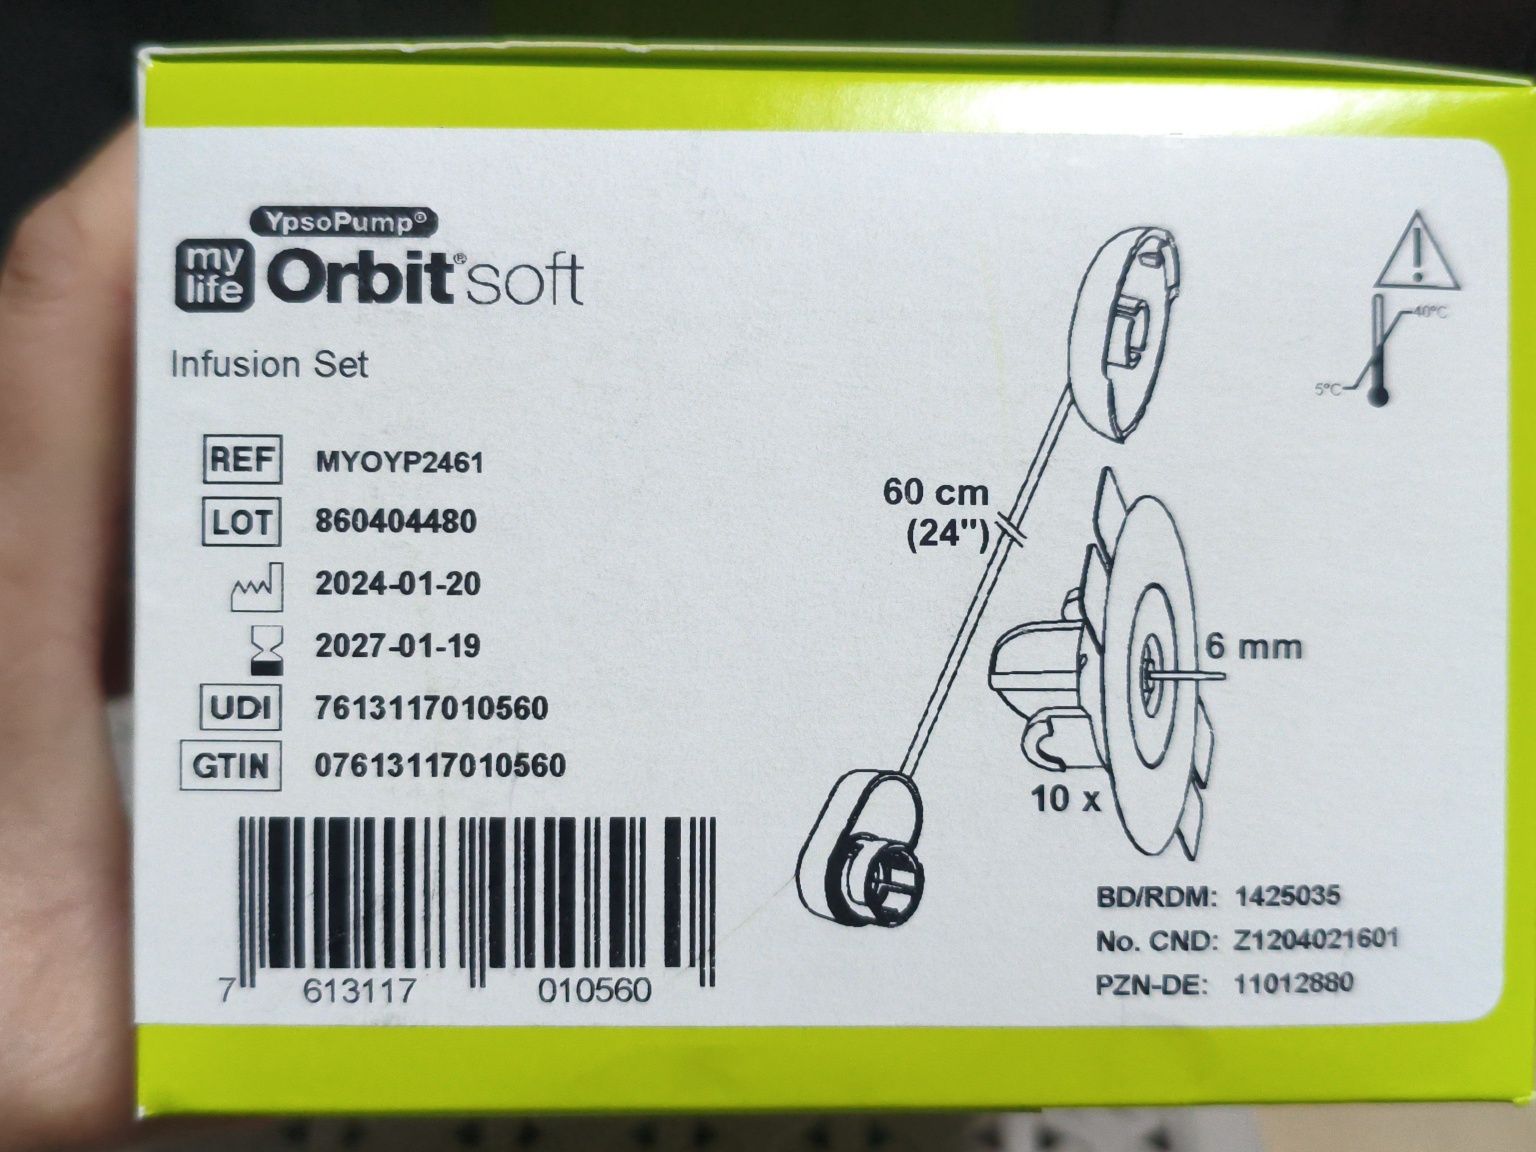 YpsoPump®
my life Orbit® soft
Infusion Set
REF MYOYP2461
LOT 860404480
2024-01-20
2027-01-19
UDI 7613117010560
GTIN 07613117010560
7 613117 010560
40°C
5°C
60 cm
(24")
6 mm
10 x
BD/RDM: 1425035
No. CND: Z1204021601
PZN-DE: 11012880